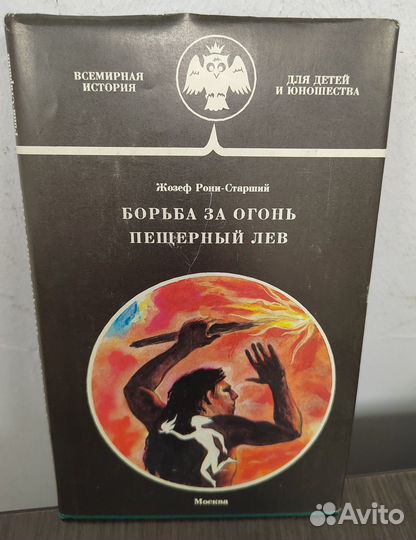 ВСЕМИРНАЯ
ИСТОРИЯ
ДЛЯ ДЕТЕЙ
И ЮНОШЕСТВА
Жозеф Рони-Старший
БОРЬБА ЗА ОГОНЬ
ПЕЩЕРНЫЙ ЛЕВ
Москва
Avito